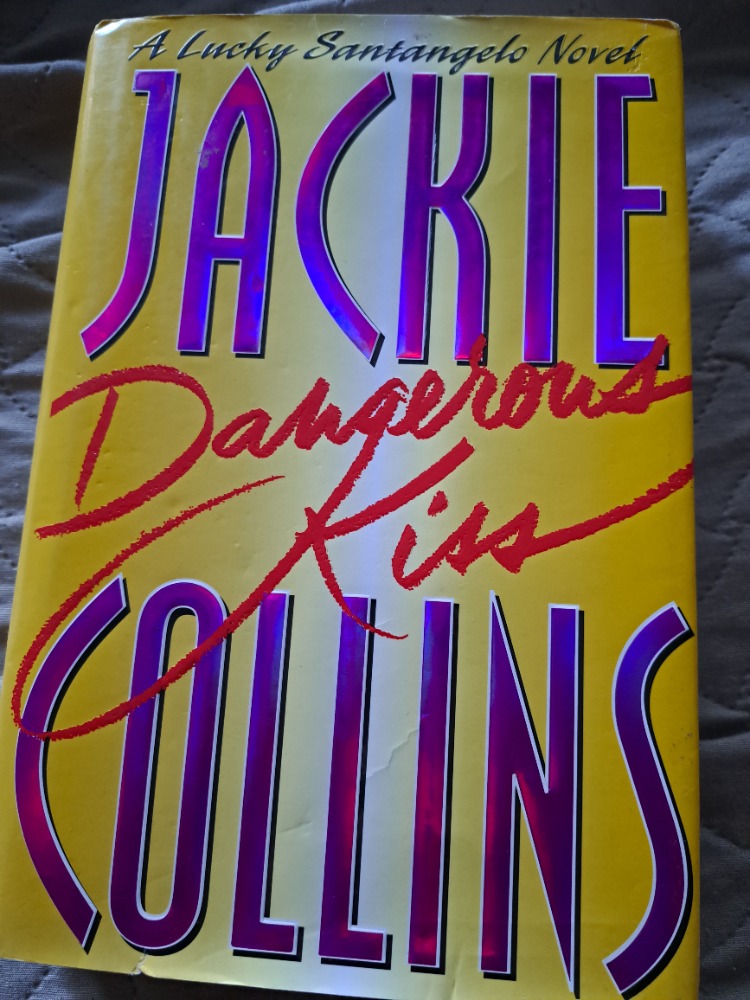 A Lucky Santangelo Novel
JACKIE
Dangerous
Kiss
COLLINS